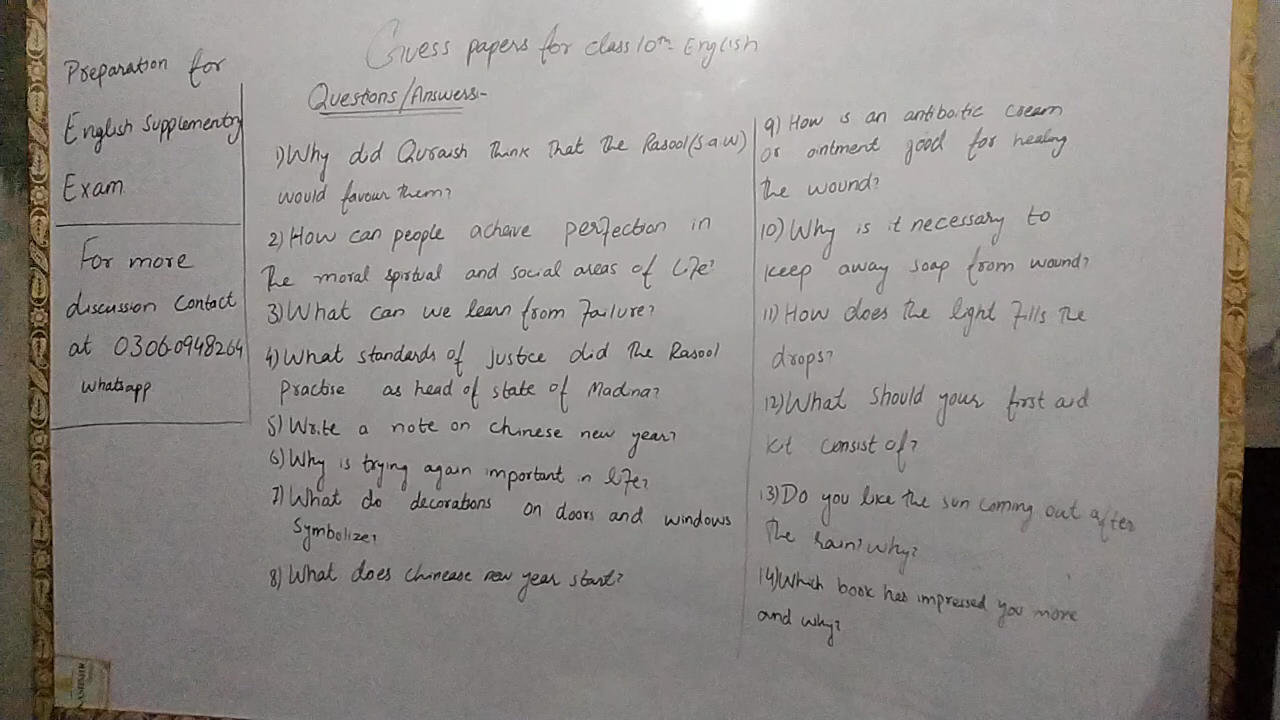 Guess papers for class 10th English
Preparation for
English Supplementry
Exam
For more
discussion Contact
at 03060948264
whatsapp
Questions/Answers:-
1) Why did Quraish think that the Rasool(S a w)
would favour them?
2) How can people acheive perfection in
the moral spirtual and social areas of life?
3) What can we learn from failure?
4) What standards of justice did the Rasool
Practise as head of state of Madina?
5) Write a note on chinese new year?
6) Why is trying again important in life?
7) What do decorations on doors and windows
Symbolize?
8) What does chinease new year start?
9) How is an antiboitic cream
or ointment good for healing
the wound?
10) Why is it necessary to
keep away soap from wound?
11) How does the light fills the
drops?
12) What should your first aid
kit consist of?
13) Do you like the sun coming out after
the rain? why?
14) Which book has impressed you more
and why?